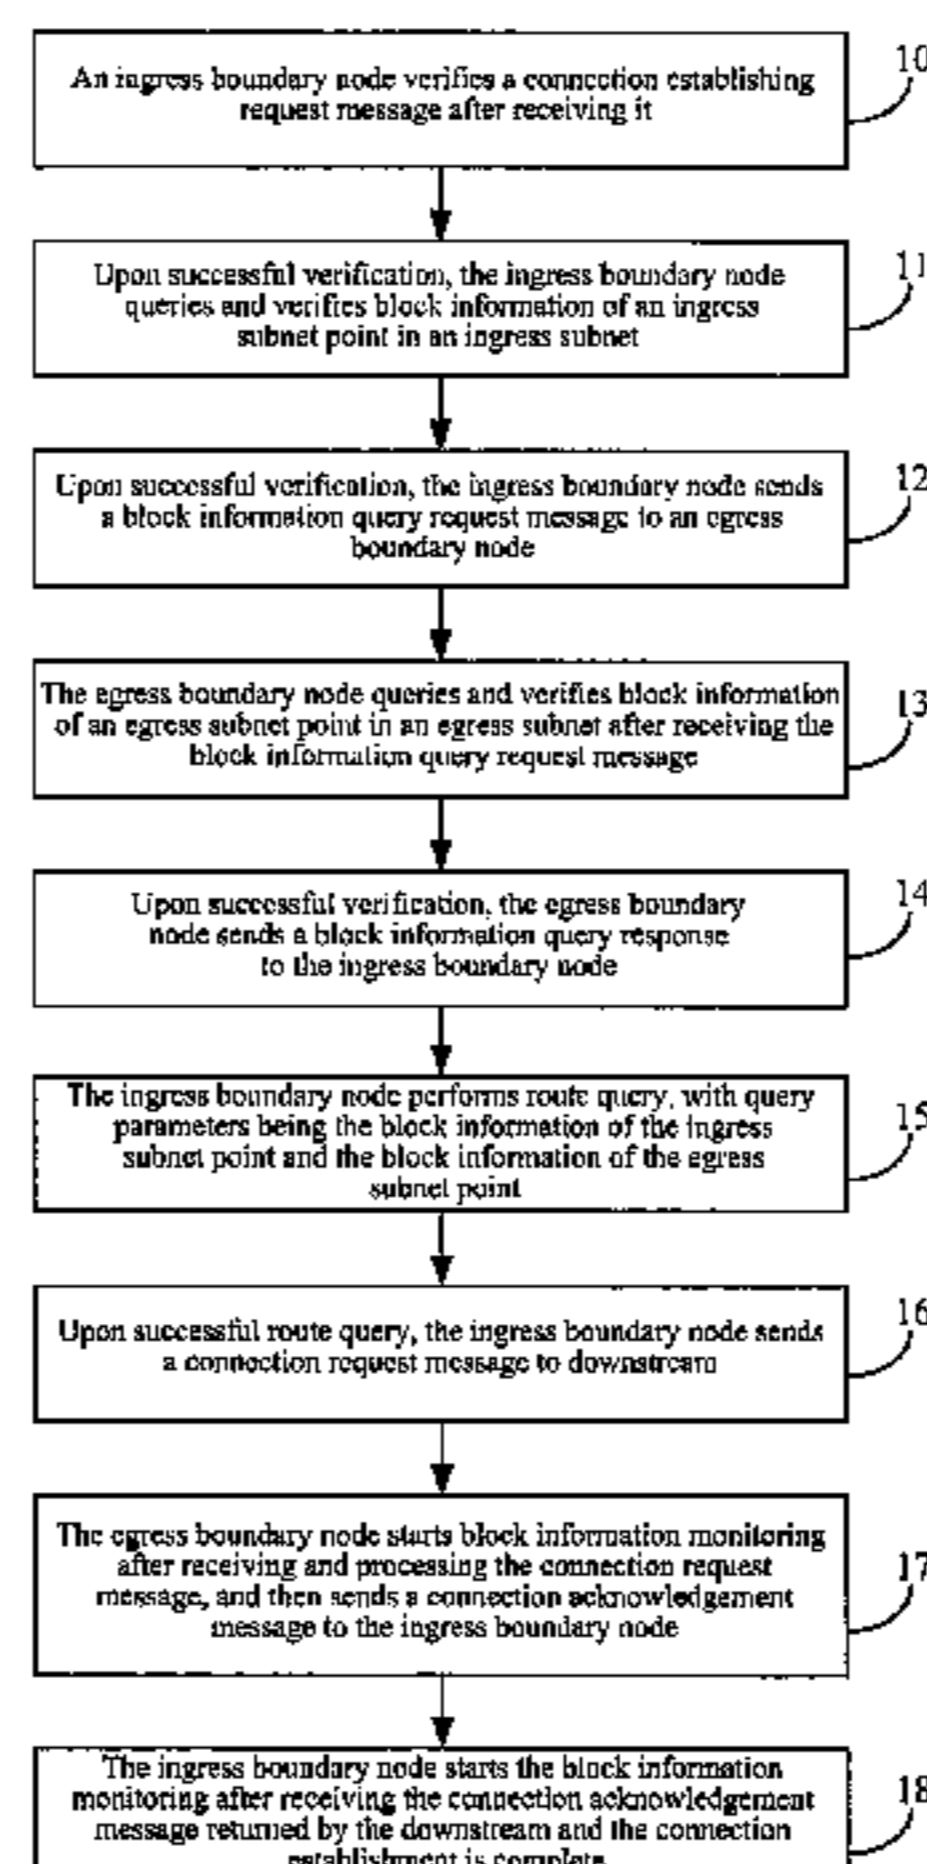 An ingress boundary node verifies a connection establishing
request message after receiving it
10
Upon successful verification, the ingress boundary node
queries and verifies block information of an ingress
subnet point in an ingress subnet
11
Upon successful verification, the ingress boundary node sends
a block information query request message to an egress
boundary node
12
The egress boundary node queries and verifies block information
of an egress subnet point in an egress subnet after receiving the
block information query request message
13
Upon successful verification, the egress boundary
node sends a block information query response
to the ingress boundary node
14
The ingress boundary node performs route query, with query
parameters being the block information of the ingress
subnet point and the block information of the egress
subnet point
15
Upon successful route query, the ingress boundary node sends
a connection request message to downstream
16
The egress boundary node starts block information monitoring
after receiving and processing the connection request
message, and then sends a connection acknowledgement
message to the ingress boundary node
17
The ingress boundary node starts the block information
monitoring after receiving the connection acknowledgement
message returned by the downstream and the connection
establishment is complete
18